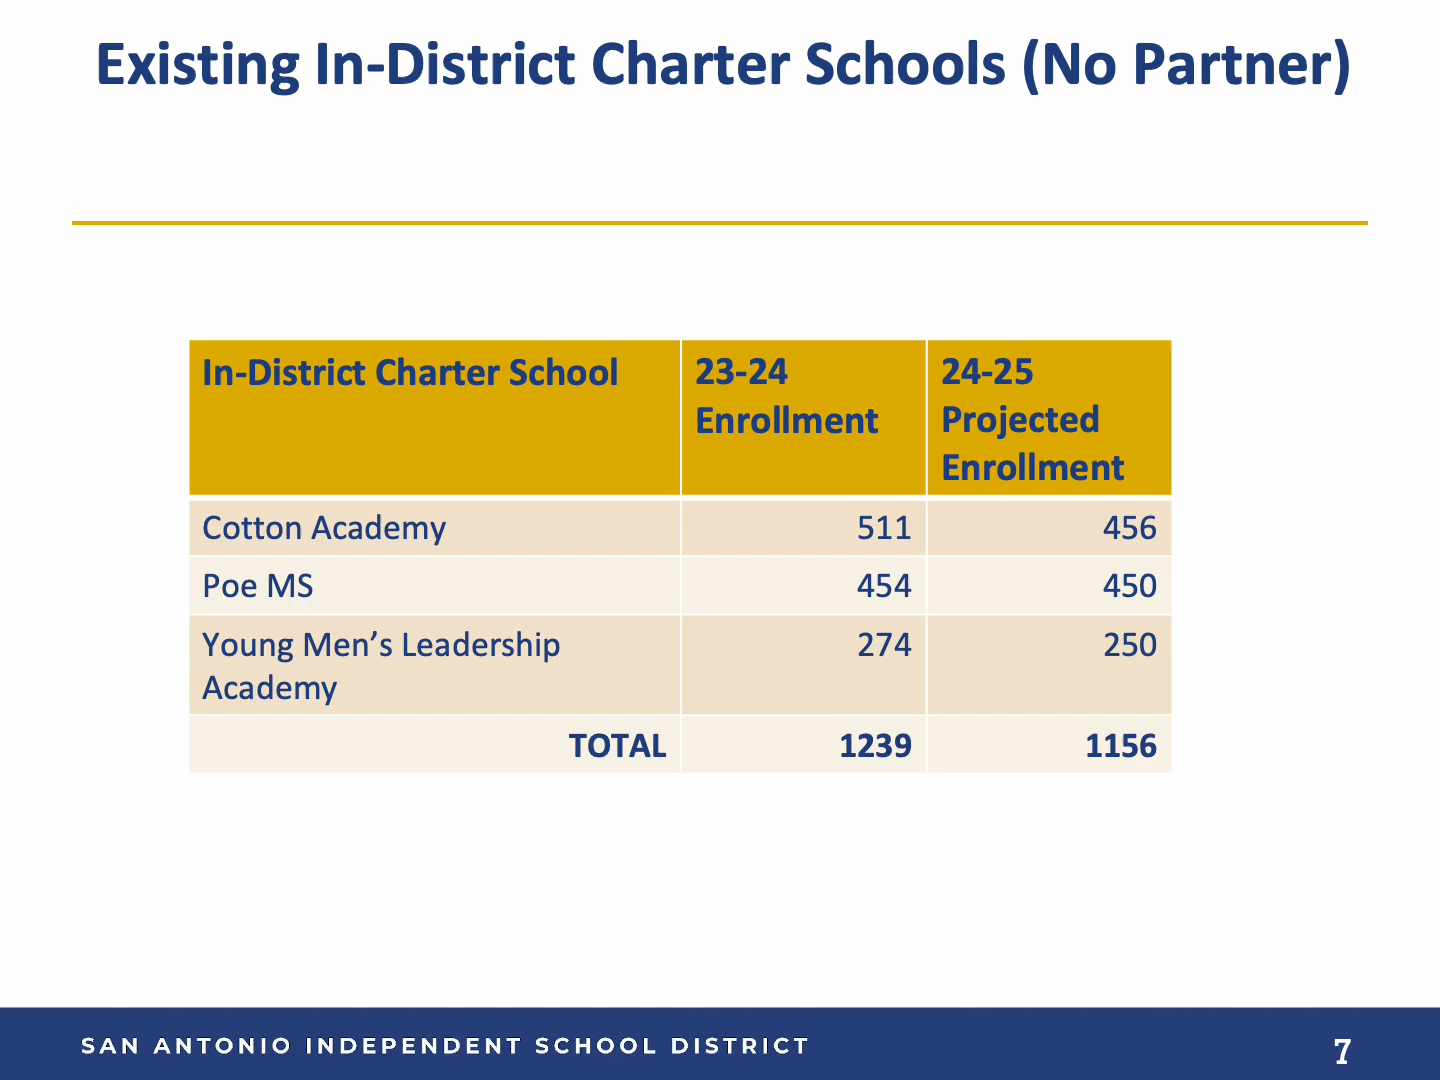 Existing In-District Charter Schools (No Partner)
In-District Charter School
23-24
Enrollment
24-25
Projected
Enrollment
Cotton Academy 511 456
Poe MS 454 450
Young Men’s Leadership
Academy
274 250
TOTAL 1239 1156
SAN ANTONIO INDEPENDENT SCHOOL DISTRICT
7